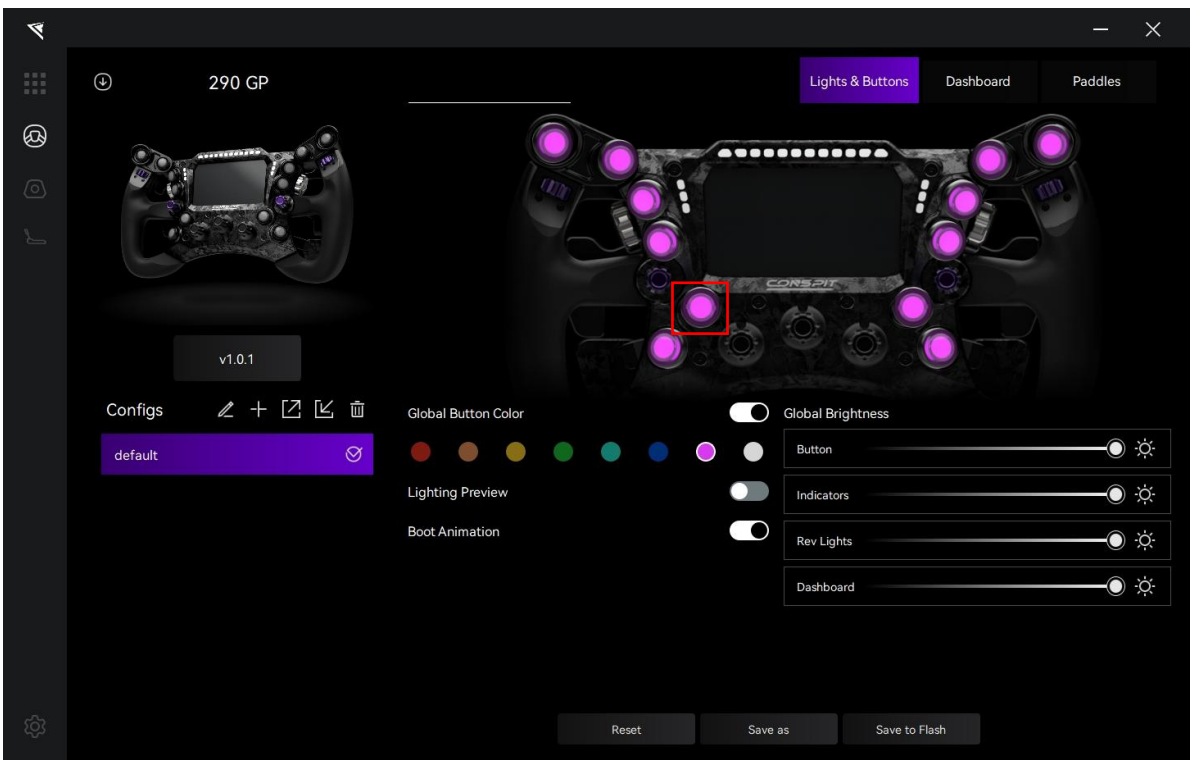 290 GP
Lights & Buttons
Dashboard
Paddles
CONSPIT
v1.0.1
Configs
default
Global Button Color
Lighting Preview
Boot Animation
Global Brightness
Button
Indicators
Rev Lights
Dashboard
Reset
Save as
Save to Flash